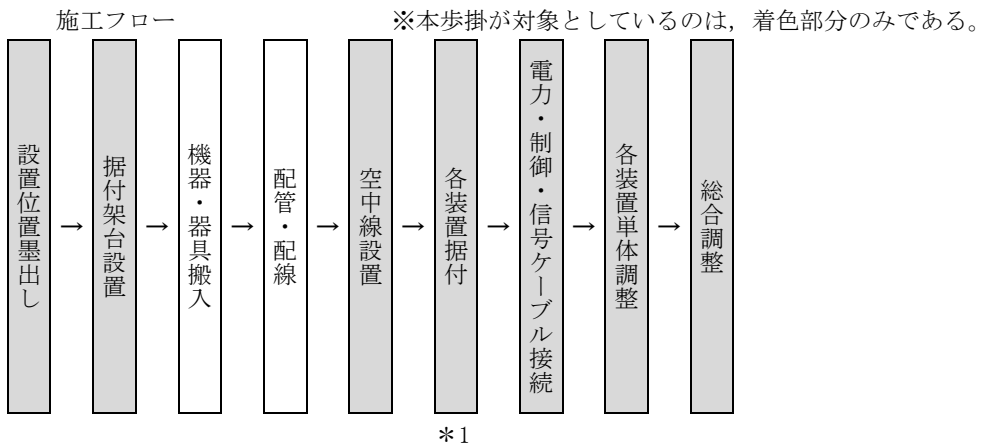 施工フロー
※本歩掛が対象としているのは，着色部分のみである。
設置位置墨出し
→
据付架台設置
→
機器・器具搬入
→
配管・配線
→
空中線設置
→
各装置据付
→
電力・制御・信号ケーブル接続
→
各装置単体調整
→
総合調整
＊1